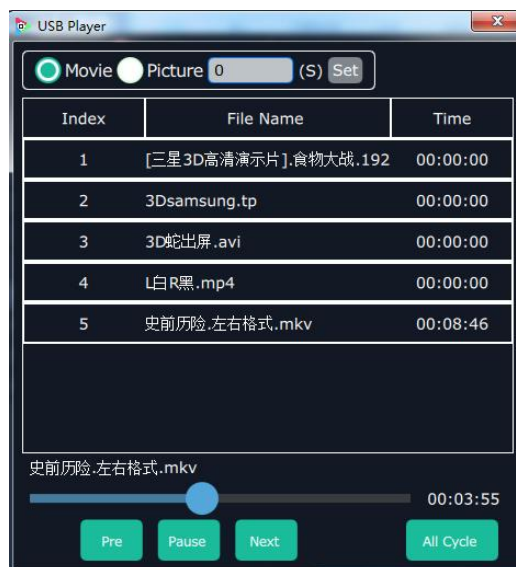 USB Player
Movie Picture 0 (S) Set
Index File Name Time
1 [三星3D高清演示片].食物大战.192 00:00:00
2 3Dsamsung.tp 00:00:00
3 3D蛇出屏.avi 00:00:00
4 L白R黑.mp4 00:00:00
5 史前历险.左右格式.mkv 00:08:46
史前历险.左右格式.mkv
00:03:55
Pre Pause Next All Cycle